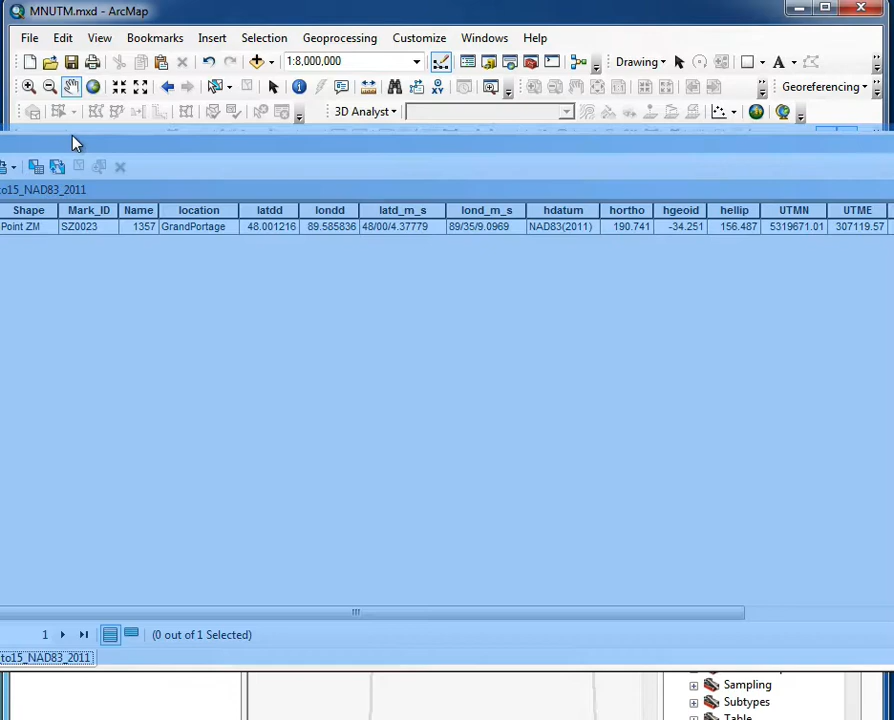 MNUTM.mxd - ArcMap
File Edit View Bookmarks Insert Selection Geoprocessing Customize Windows Help
1:8,000,000 Drawing
Georeferencing
3D Analyst
to15_NAD83_2011
Shape Mark_ID Name location latdd londd latd_m_s lond_m_s hdatum hortho hgeoid hellip UTMN UTME
Point ZM SZ0023 1357 GrandPortage 48.001216 89.585836 48/00/4.37779 89/35/9.0969 NAD83(2011) 190.741 -34.251 156.487 5319671.01 307119.57
1 (0 out of 1 Selected)
to15_NAD83_2011
Sampling
Subtypes
Table